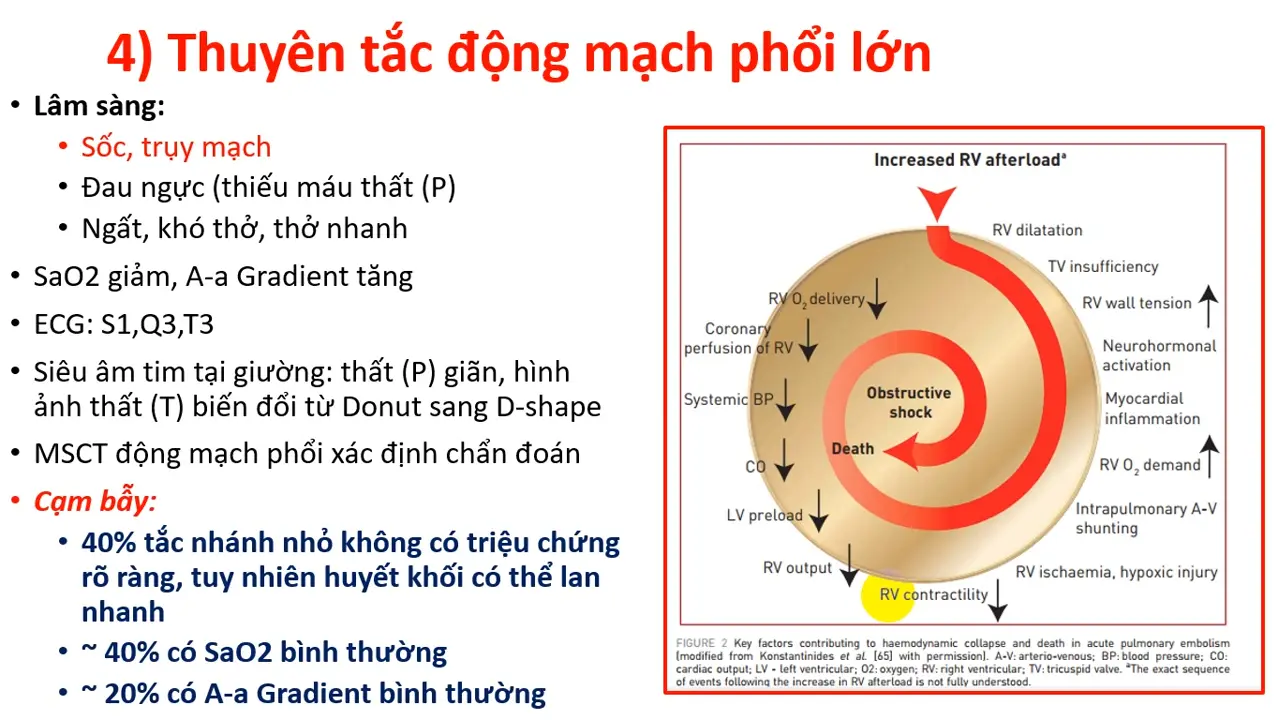 4) Thuyên tắc động mạch phổi lớn
• Lâm sàng:
• Sốc, trụy mạch
• Đau ngực (thiếu máu thất (P)
• Ngất, khó thở, thở nhanh
• SaO2 giảm, A-a Gradient tăng
• ECG: S1,Q3,T3
• Siêu âm tim tại giường: thất (P) giãn, hình
ảnh thất (T) biến đổi từ Donut sang D-shape
• MSCT động mạch phổi xác định chẩn đoán
• Cạm bẫy:
• 40% tắc nhánh nhỏ không có triệu chứng
rõ ràng, tuy nhiên huyết khối có thể lan
nhanh
• ~ 40% có SaO2 bình thường
• ~ 20% có A-a Gradient bình thường
Increased RV afterloadᵃ
RV dilatation
TV insufficiency
RV wall tension
Neurohormonal
activation
Myocardial
inflammation
RV O₂ demand
Intrapulmonary A-V
shunting
RV ischaemia, hypoxic injury
RV contractility
RV output
LV preload
CO
Systemic BP
Coronary
perfusion of RV
RV O₂ delivery
Obstructive
shock
Death
FIGURE 2 Key factors contributing to haemodynamic collapse and death in acute pulmonary embolism
(modified from Konstantinides et al. [65] with permission). A-V: arterio-venous; BP: blood pressure; CO:
cardiac output; LV - left ventricular; O2: oxygen; RV: right ventricular; TV: tricuspid valve. ᵃThe exact sequence
of events following the increase in RV afterload is not fully understood.